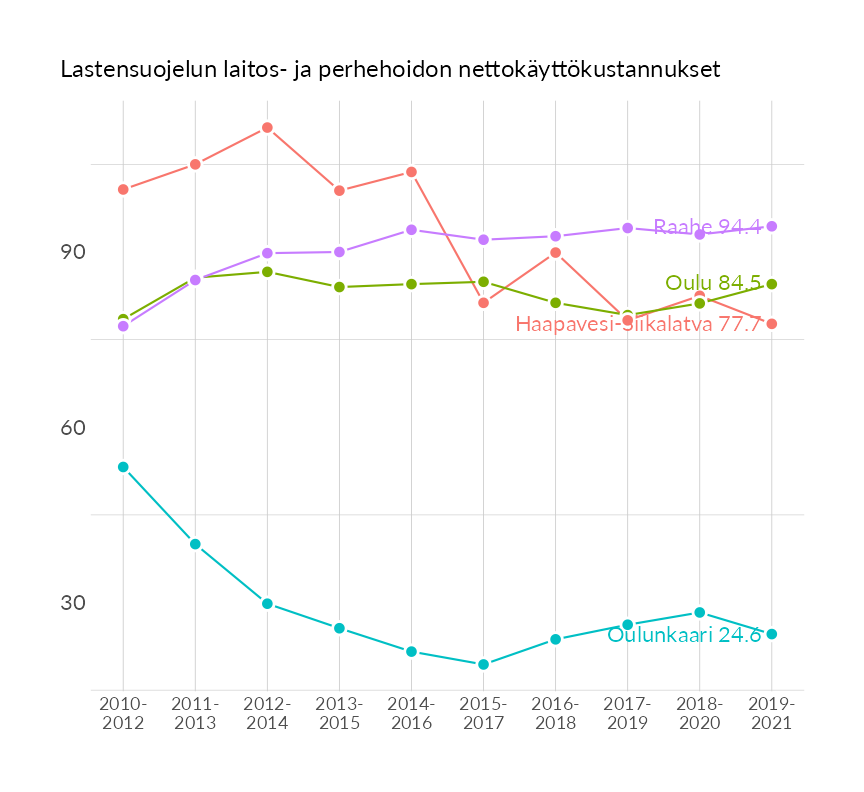 Lastensuojelun laitos- ja perhehoidon nettokäyttökustannukset
90
60
30
Raahe 94.4
Oulu 84.5
Haapavesi-Siikalatva 77.7
Oulunkaari 24.6
2010- 2011- 2012- 2013- 2014- 2015- 2016- 2017- 2018- 2019-
2012 2013 2014 2015 2016 2017 2018 2019 2020 2021